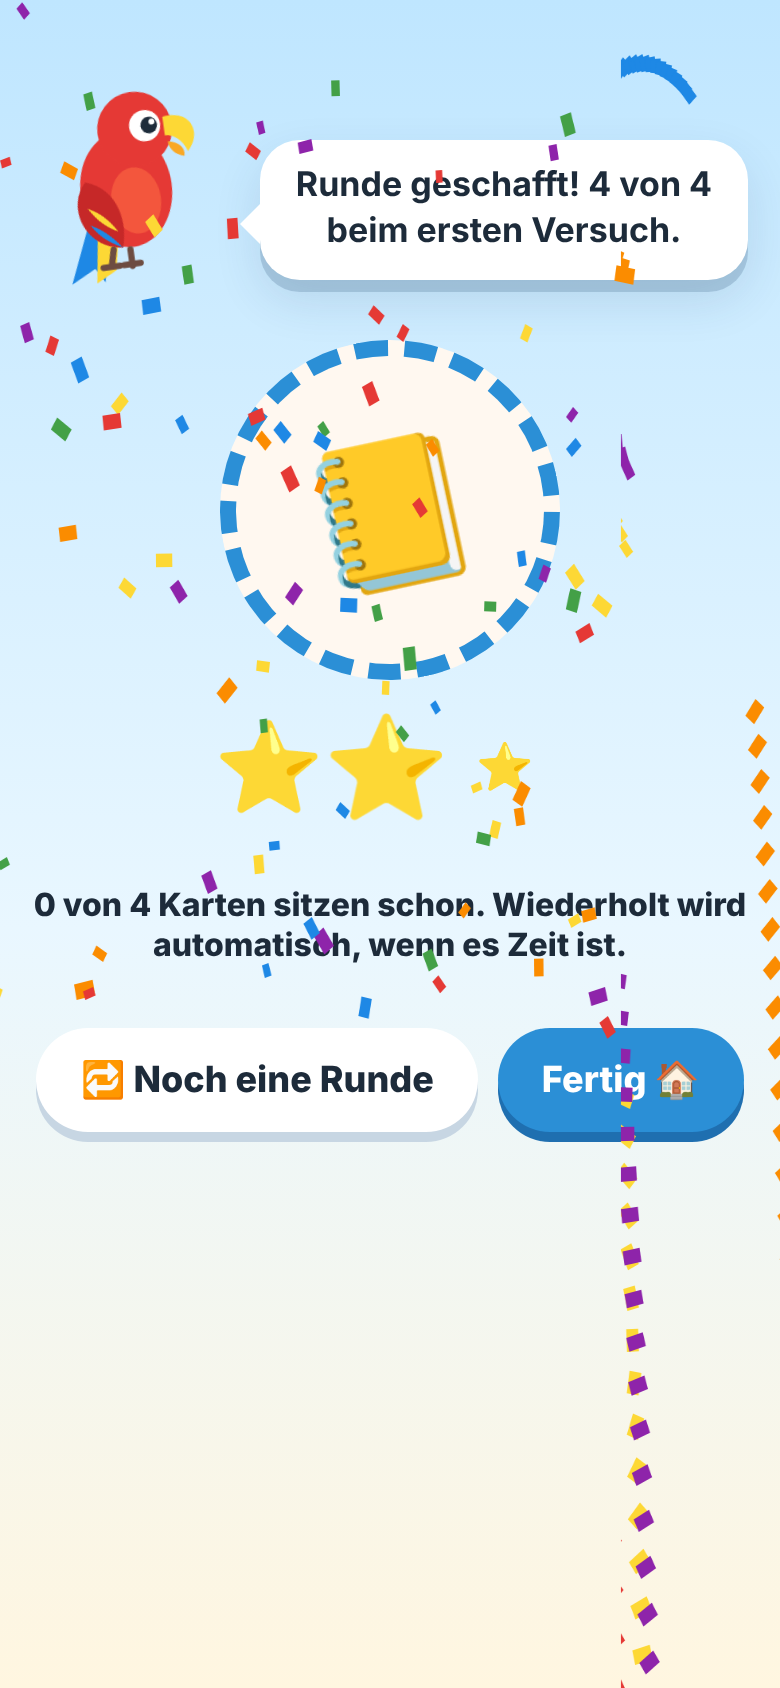 Runde geschafft! 4 von 4
beim ersten Versuch.
0 von 4 Karten sitzen schon. Wiederholt wird
automatisch, wenn es Zeit ist.
Noch eine Runde
Fertig